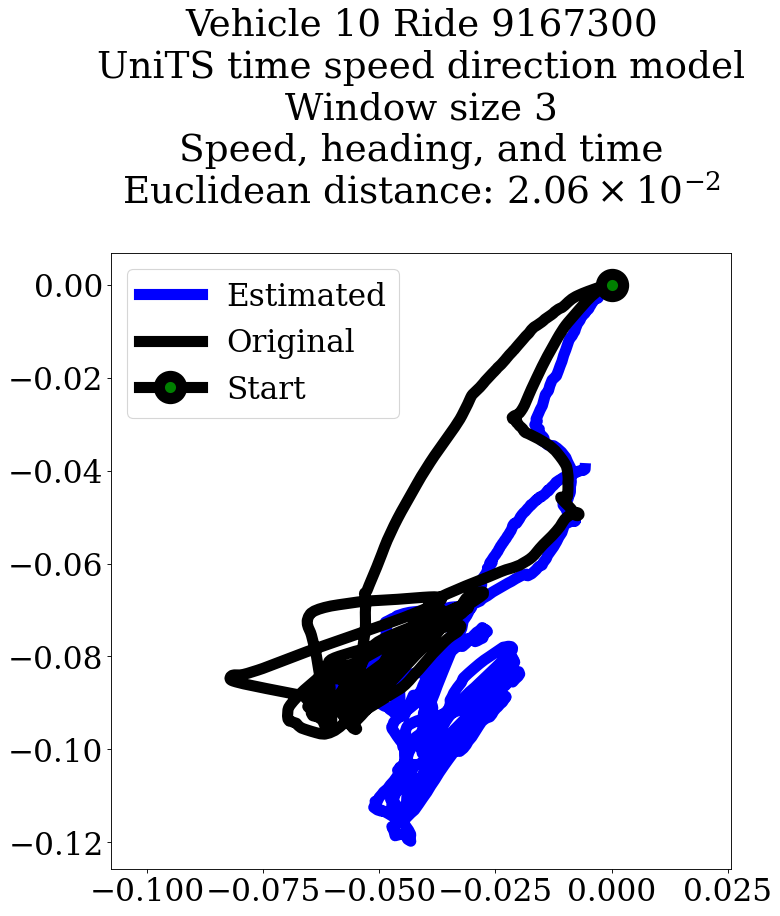 Vehicle 10 Ride 9167300
UniTS time speed direction model
Window size 3
Speed, heading, and time
Euclidean distance: 2.06 × 10⁻²
Estimated
Original
Start
0.00
−0.02
−0.04
−0.06
−0.08
−0.10
−0.12
−0.100 −0.075 −0.050 −0.025 0.000 0.025